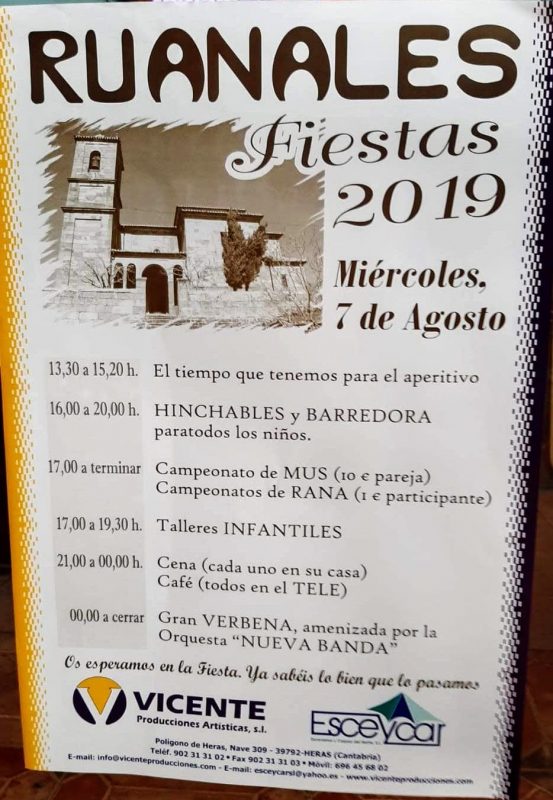 RUANALES
Fiestas
2019
Miércoles,
7 de Agosto
13,30 a 15,20 h. El tiempo que tenemos para el aperitivo
16,00 a 20,00 h. HINCHABLES y BARREDORA
paratodos los niños.
17,00 a terminar Campeonato de MUS (10 € pareja)
Campeonatos de RANA (1 € participante)
17,00 a 19,30 h. Talleres INFANTILES
21,00 a 00,00 h. Cena (cada uno en su casa)
Café (todos en el TELE)
00,00 a cerrar Gran VERBENA, amenizada por la
Orquesta “NUEVA BANDA”
Os esperamos en la Fiesta. Ya sabéis lo bien que lo pasamos
VICENTE
Producciones Artísticas, s.l.
Esceycar
Polígono de Heras, Nave 309 - 39792-HERAS (Cantabria)
Teléf. 902 31 31 02 • Fax 902 31 31 03 • Móvil: 696 45 68 02
E-mail: info@vicenteproducciones.com - E-mail: esceycarsl@yahoo.es - www.vicenteproducciones.com